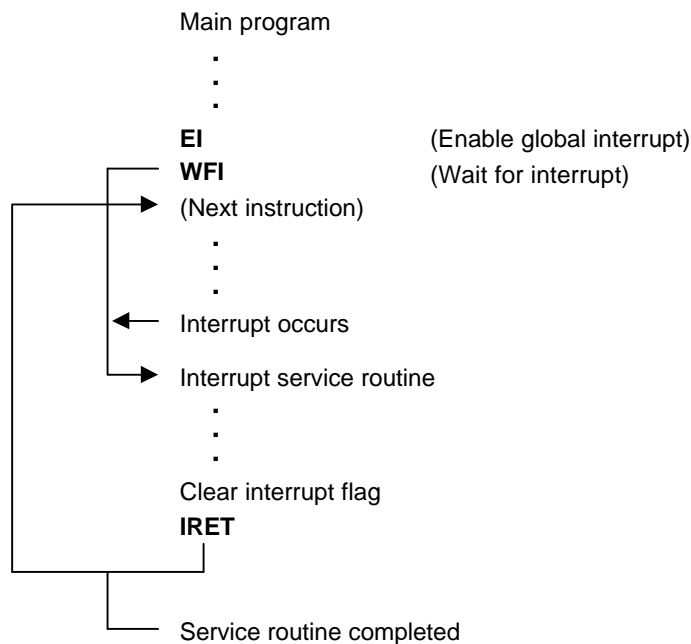 Main program
.
.
.
EI (Enable global interrupt)
WFI (Wait for interrupt)
(Next instruction)
.
.
.
Interrupt occurs
Interrupt service routine
.
.
.
Clear interrupt flag
IRET
Service routine completed